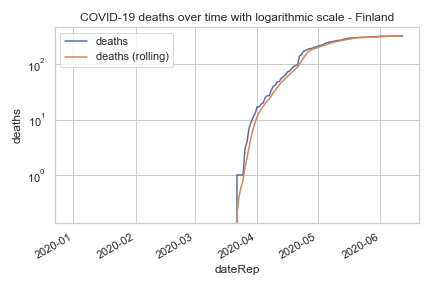 COVID-19 deaths over time with logarithmic scale - Finland
deaths
deaths (rolling)
10²
10¹
10⁰
deaths
2020-01
2020-02
2020-03
2020-04
2020-05
2020-06
dateRep